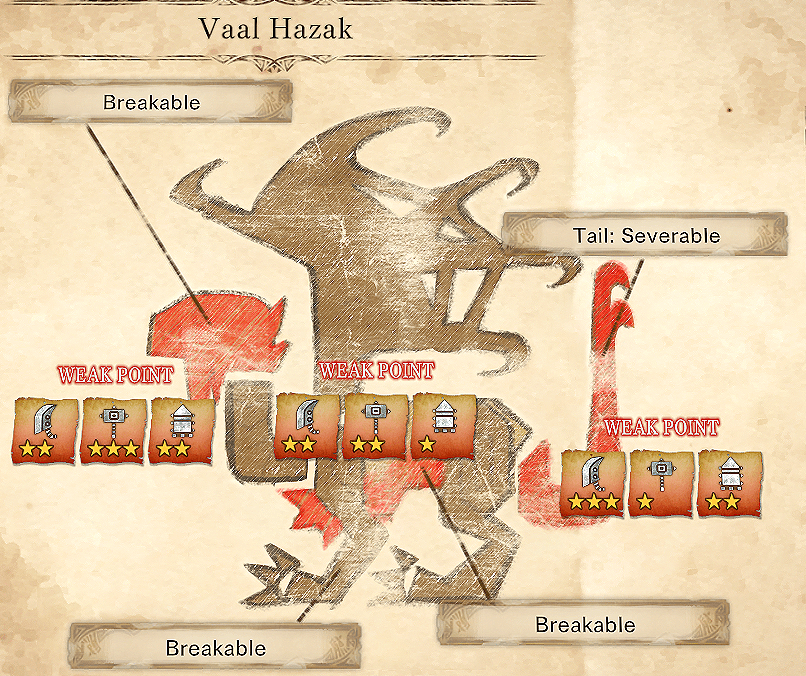 Vaal Hazak
Breakable
Tail: Severable
WEAK POINT
WEAK POINT
WEAK POINT
Breakable
Breakable